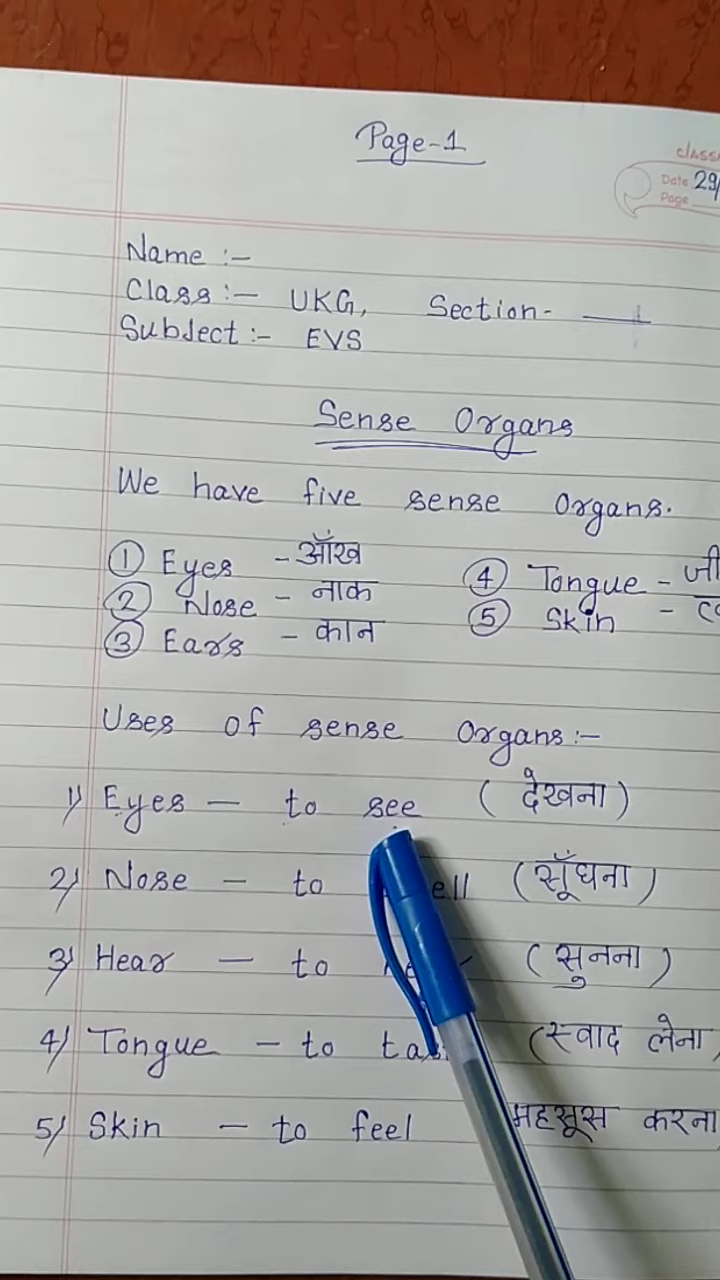 Page-1
CLASS
Date 29/
Page
Name :-
Class:- UKG, Section-
Subject:- EVS
Sense Organs
We have five sense organs.
① Eyes - आँख ④ Tongue -
② Nose - नाक ⑤ Skin -
③ Ears - कान
Uses of sense organs:-
1) Eyes - to see (देखना)
2) Nose - to (सूँघना)
3) Hear - to (सुनना)
4) Tongue - to (स्वाद लेना)
5) Skin - to feel महसूस करना